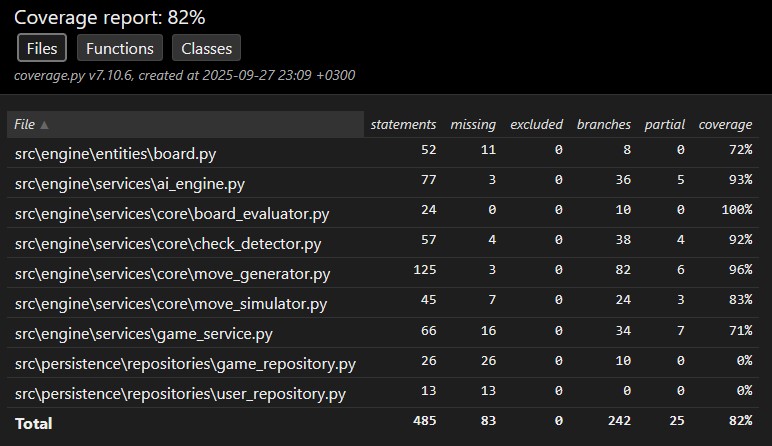 Coverage report: 82%
Files Functions Classes
coverage.py v7.10.6, created at 2025-09-27 23:09 +0300
File ▲ statements missing excluded branches partial coverage
src\engine\entities\board.py 52 11 0 8 0 72%
src\engine\services\ai_engine.py 77 3 0 36 5 93%
src\engine\services\core\board_evaluator.py 24 0 0 10 0 100%
src\engine\services\core\check_detector.py 57 4 0 38 4 92%
src\engine\services\core\move_generator.py 125 3 0 82 6 96%
src\engine\services\core\move_simulator.py 45 7 0 24 3 83%
src\engine\services\game_service.py 66 16 0 34 7 71%
src\persistence\repositories\game_repository.py 26 26 0 10 0 0%
src\persistence\repositories\user_repository.py 13 13 0 0 0 0%
Total 485 83 0 242 25 82%